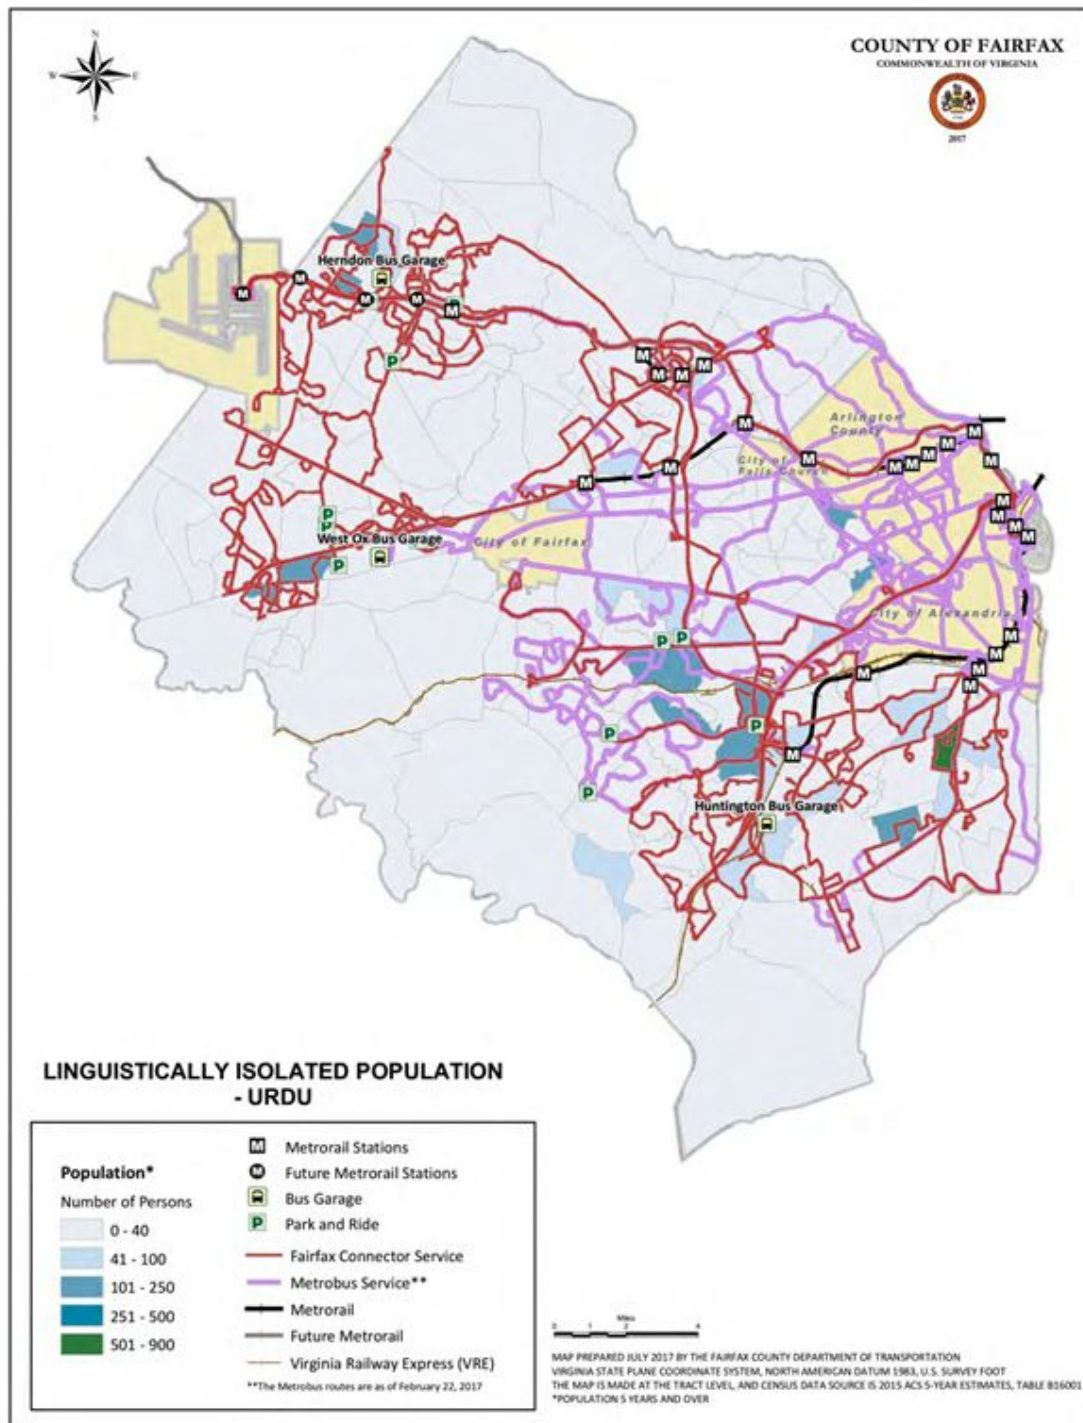 N
W E
S
COUNTY OF FAIRFAX
COMMONWEALTH OF VIRGINIA
2017
Herndon Bus Garage
Arlington
County
City of
Falls Church
West Ox Bus Garage
City of Fairfax
City of Alexandria
Huntington Bus Garage
LINGUISTICALLY ISOLATED POPULATION
- URDU
Population*
Number of Persons
0 - 40
41 - 100
101 - 250
251 - 500
501 - 900
M Metrorail Stations
M Future Metrorail Stations
Bus Garage
P Park and Ride
Fairfax Connector Service
Metrobus Service**
Metrorail
Future Metrorail
Virginia Railway Express (VRE)
**The Metrobus routes are as of February 22, 2017
Miles
0 1 2 4
MAP PREPARED JULY 2017 BY THE FAIRFAX COUNTY DEPARTMENT OF TRANSPORTATION
VIRGINIA STATE PLANE COORDINATE SYSTEM, NORTH AMERICAN DATUM 1983, U.S. SURVEY FOOT
THE MAP IS MADE AT THE TRACT LEVEL, AND CENSUS DATA SOURCE IS 2015 ACS 5-YEAR ESTIMATES, TABLE B16001
*POPULATION 5 YEARS AND OVER